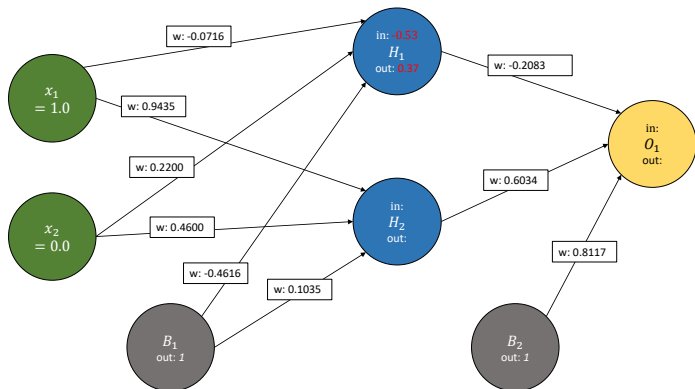 w: -0.0716
in: -0.53
H₁
out: 0.37
w: -0.2083
x₁
= 1.0
w: 0.9435
in:
O₁
out:
w: 0.2200
w: 0.6034
in:
H₂
out:
x₂
= 0.0
w: 0.4600
w: 0.8117
w: -0.4616
w: 0.1035
B₁
out: 1
B₂
out: 1